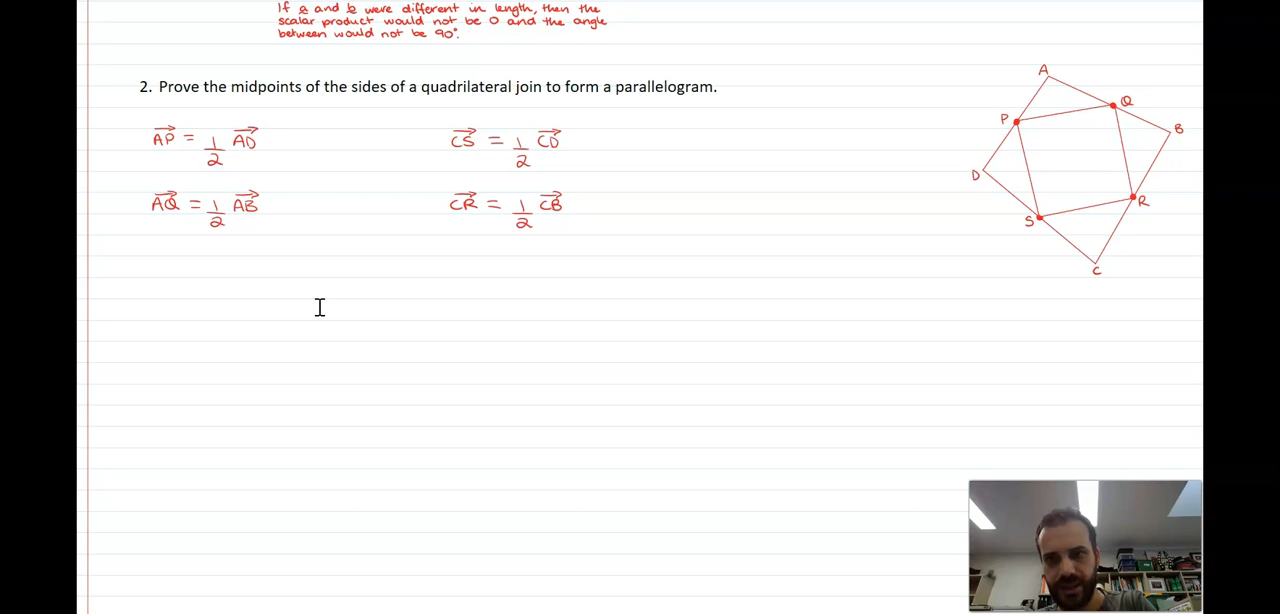 If a and b were different in length, then the
scalar product would not be 0 and the angle
between would not be 90°.
2. Prove the midpoints of the sides of a quadrilateral join to form a parallelogram.
AP→ = 1/2 AD→
CS→ = 1/2 CD→
AQ→ = 1/2 AB→
CR→ = 1/2 CB→
A
Q
P
B
D
R
S
C